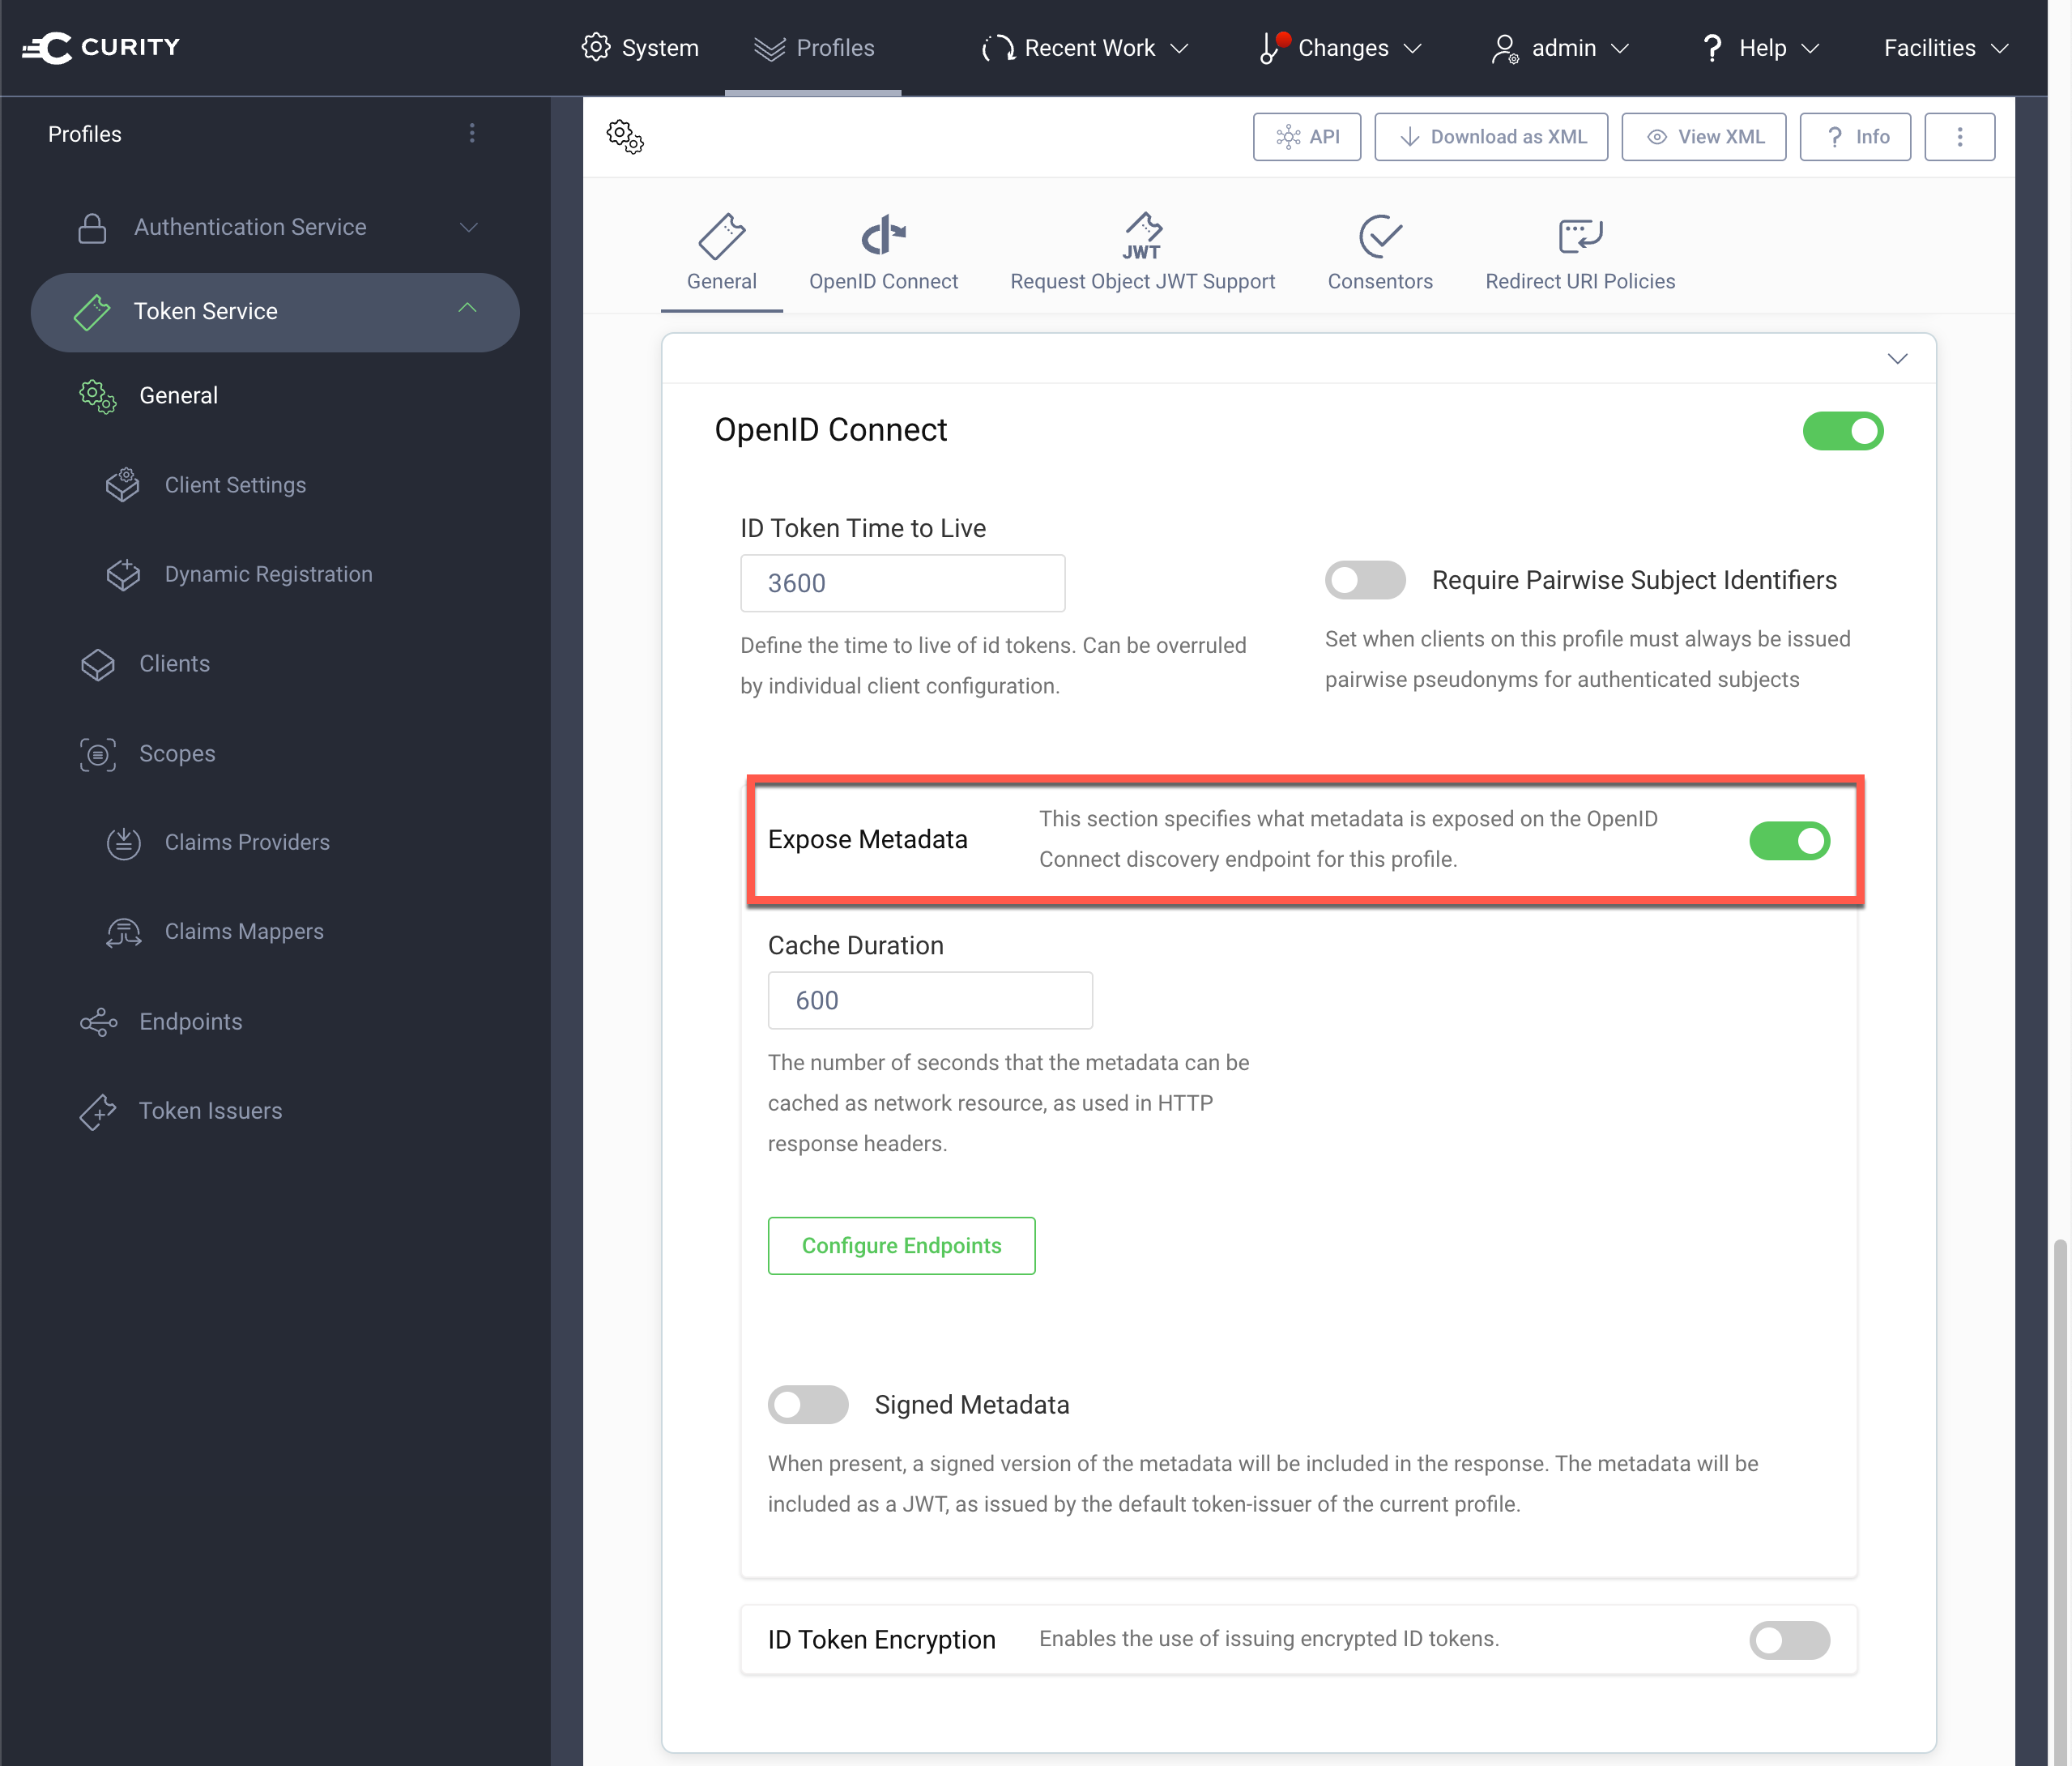 CURITY
System
Profiles
Recent Work
Changes
admin
Help
Facilities
Profiles
Authentication Service
Token Service
General
Client Settings
Dynamic Registration
Clients
Scopes
Claims Providers
Claims Mappers
Endpoints
Token Issuers
API
Download as XML
View XML
? Info
General
OpenID Connect
JWT
Request Object JWT Support
Consentors
Redirect URI Policies
OpenID Connect
ID Token Time to Live
3600
Define the time to live of id tokens. Can be overruled
by individual client configuration.
Require Pairwise Subject Identifiers
Set when clients on this profile must always be issued
pairwise pseudonyms for authenticated subjects
Expose Metadata
This section specifies what metadata is exposed on the OpenID
Connect discovery endpoint for this profile.
Cache Duration
600
The number of seconds that the metadata can be
cached as network resource, as used in HTTP
response headers.
Configure Endpoints
Signed Metadata
When present, a signed version of the metadata will be included in the response. The metadata will be
included as a JWT, as issued by the default token-issuer of the current profile.
ID Token Encryption
Enables the use of issuing encrypted ID tokens.